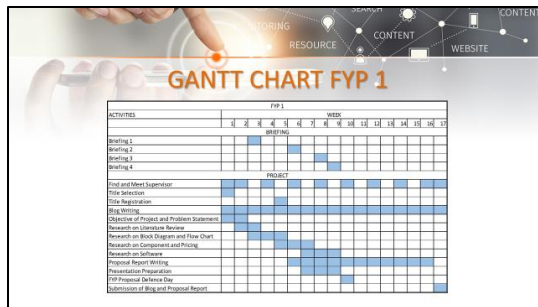 SEARCH
CONTENT
TORING
RESOURCE
CONTENT
WEBSITE
GANTT CHART FYP 1
FYP 1
ACTIVITIES WEEK
1 2 3 4 5 6 7 8 9 10 11 12 13 14 15 16 17
BRIEFING
Briefing 1
Briefing 2
Briefing 3
Briefing 4
PROJECT
Find and Meet Supervisor
Title Selection
Title Registration
Blog Writing
Objective of Project and Problem Statement
Research on Literature Review
Research on Block Diagram and Flow Chart
Research on Component and Pricing
Research on Software
Proposal Report Writing
Presentation Preparation
FYP Proposal Defence Day
Submission of Blog and Proposal Report